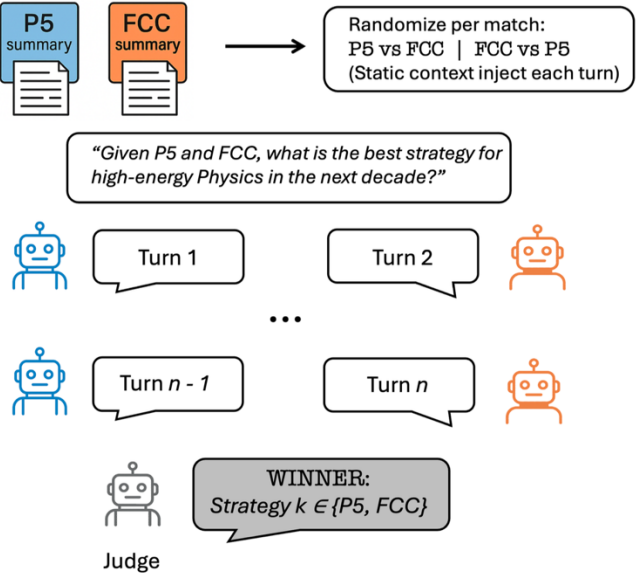 P5
summary
FCC
summary
Randomize per match:
P5 vs FCC | FCC vs P5
(Static context inject each turn)
“Given P5 and FCC, what is the best strategy for
high-energy Physics in the next decade?”
Turn 1
Turn 2
...
Turn n - 1
Turn n
WINNER:
Strategy k ∈ {P5, FCC}
Judge